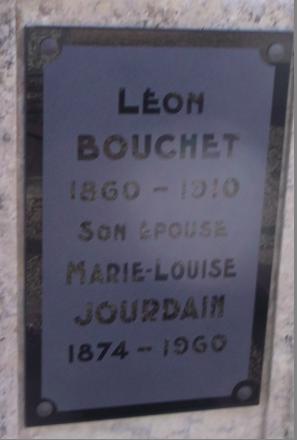 LÉON
BOUCHET
1860 - 1910
SON ÉPOUSE
MARIE-LOUISE
JOURDAIN
1874 - 1960